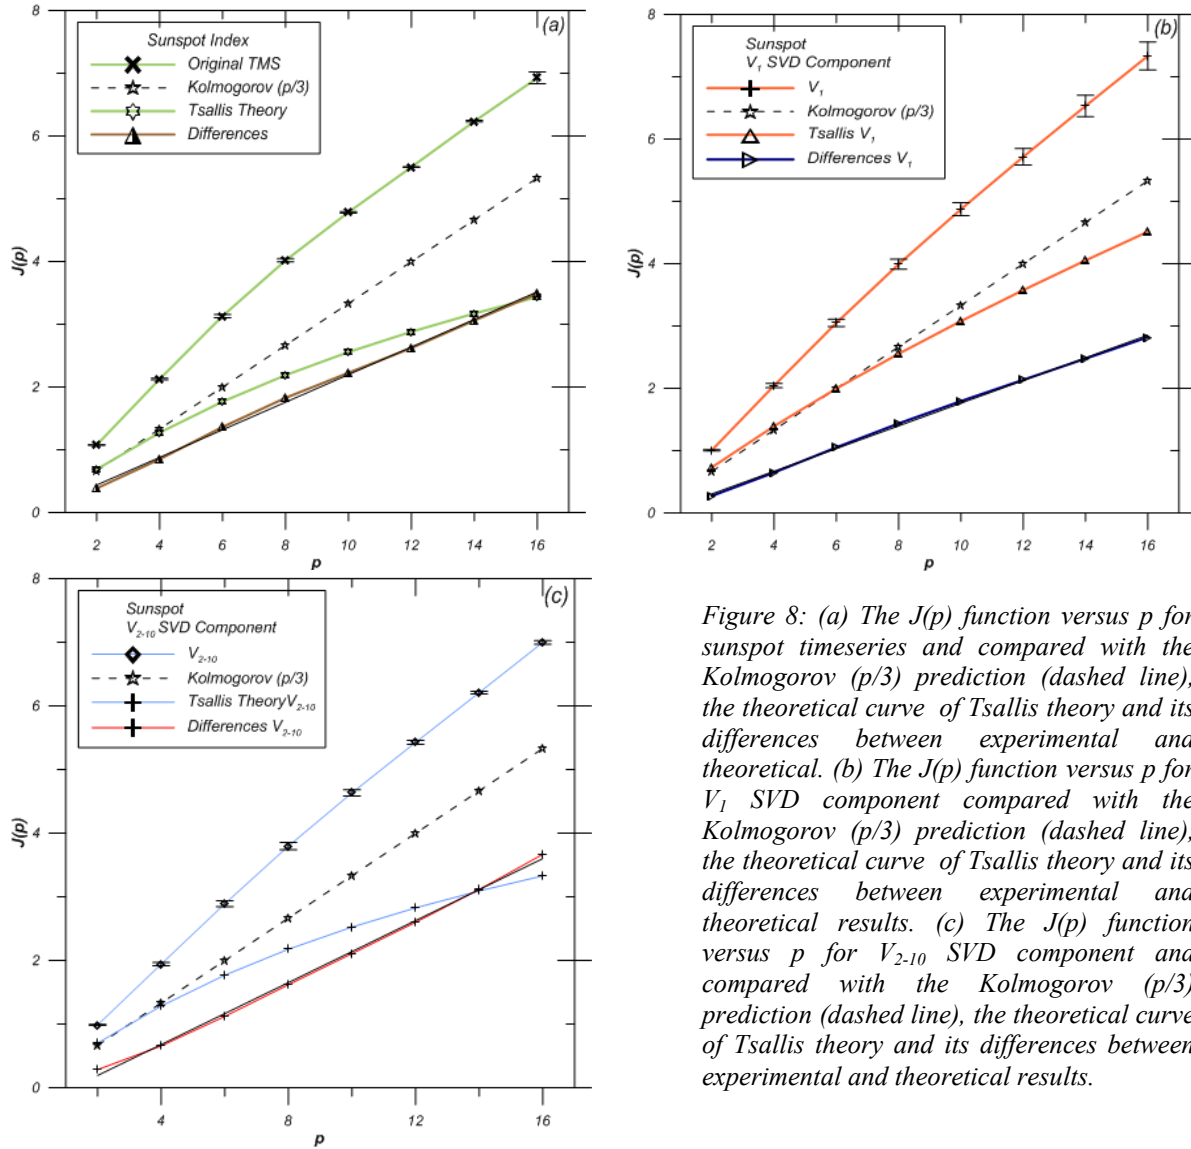 (a)
Sunspot Index
Original TMS
Kolmogorov (p/3)
Tsallis Theory
Differences
8
6
4
2
0
J(p)
2 4 6 8 10 12 14 16
p
(b)
Sunspot
V1 SVD Component
V1
Kolmogorov (p/3)
Tsallis V1
Differences V1
8
6
4
2
0
J(p)
2 4 6 8 10 12 14 16
p
(c)
Sunspot
V2-10 SVD Component
V2-10
Kolmogorov (p/3)
Tsallis TheoryV2-10
Differences V2-10
8
6
4
2
0
J(p)
4 8 12 16
p
Figure 8: (a) The J(p) function versus p for
sunspot timeseries and compared with the
Kolmogorov (p/3) prediction (dashed line),
the theoretical curve of Tsallis theory and its
differences between experimental and
theoretical. (b) The J(p) function versus p for
V1 SVD component compared with the
Kolmogorov (p/3) prediction (dashed line),
the theoretical curve of Tsallis theory and its
differences between experimental and
theoretical results. (c) The J(p) function
versus p for V2-10 SVD component and
compared with the Kolmogorov (p/3)
prediction (dashed line), the theoretical curve
of Tsallis theory and its differences between
experimental and theoretical results.